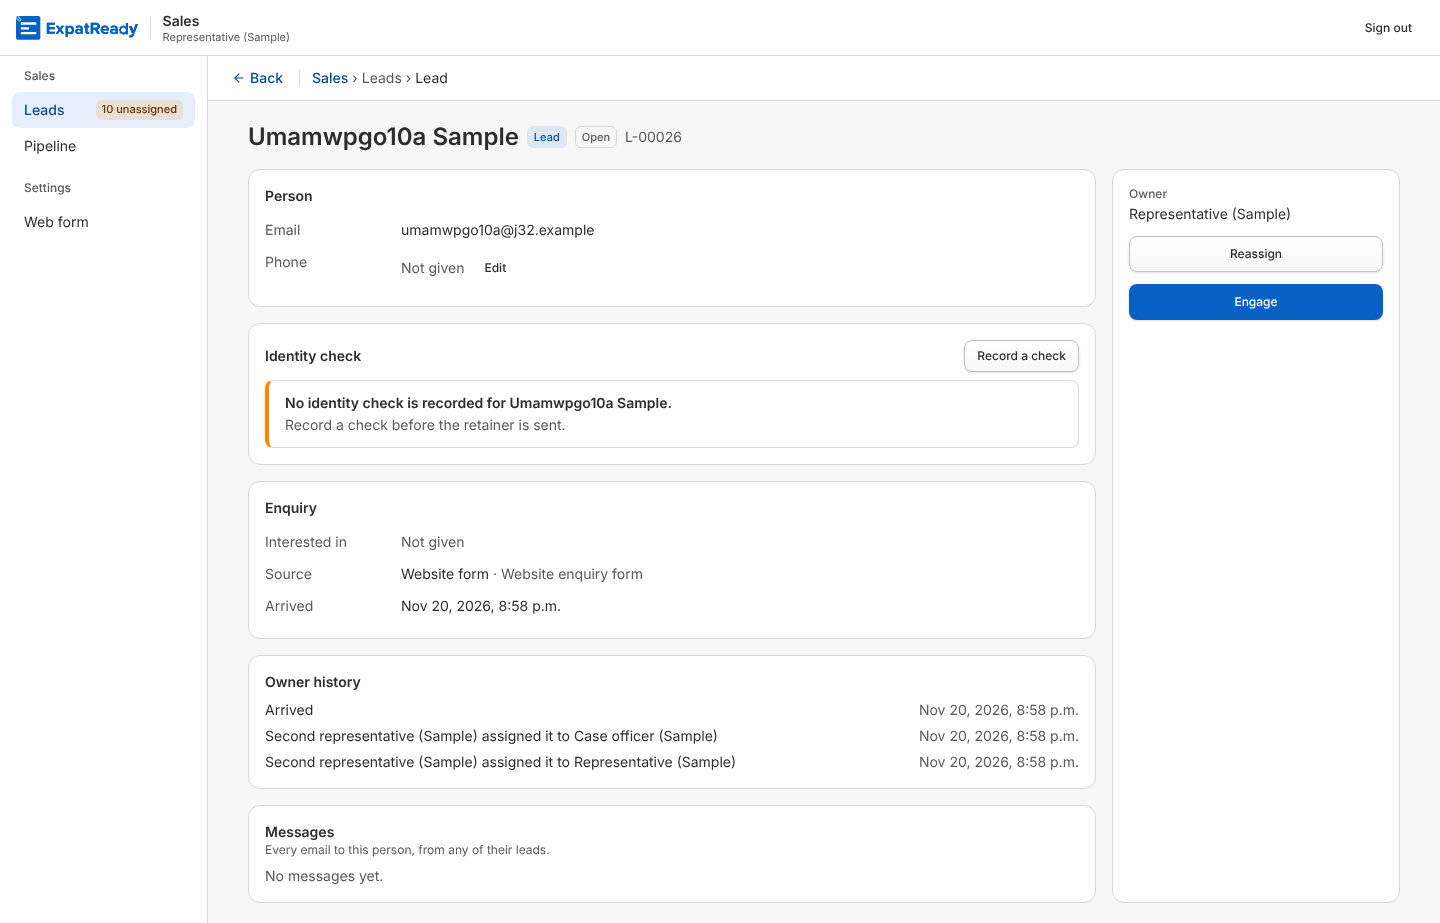 ExpatReady
Sales
Representative (Sample)
Sign out
Sales
Leads
10 unassigned
Pipeline
Settings
Web form
← Back
Sales › Leads › Lead
Umamwpgo10a Sample
Lead
Open
L-00026
Person
Email
umamwpgo10a@j32.example
Phone
Not given
Edit
Identity check
Record a check
No identity check is recorded for Umamwpgo10a Sample.
Record a check before the retainer is sent.
Enquiry
Interested in
Not given
Source
Website form · Website enquiry form
Arrived
Nov 20, 2026, 8:58 p.m.
Owner history
Arrived
Nov 20, 2026, 8:58 p.m.
Second representative (Sample) assigned it to Case officer (Sample)
Nov 20, 2026, 8:58 p.m.
Second representative (Sample) assigned it to Representative (Sample)
Nov 20, 2026, 8:58 p.m.
Messages
Every email to this person, from any of their leads.
No messages yet.
Owner
Representative (Sample)
Reassign
Engage